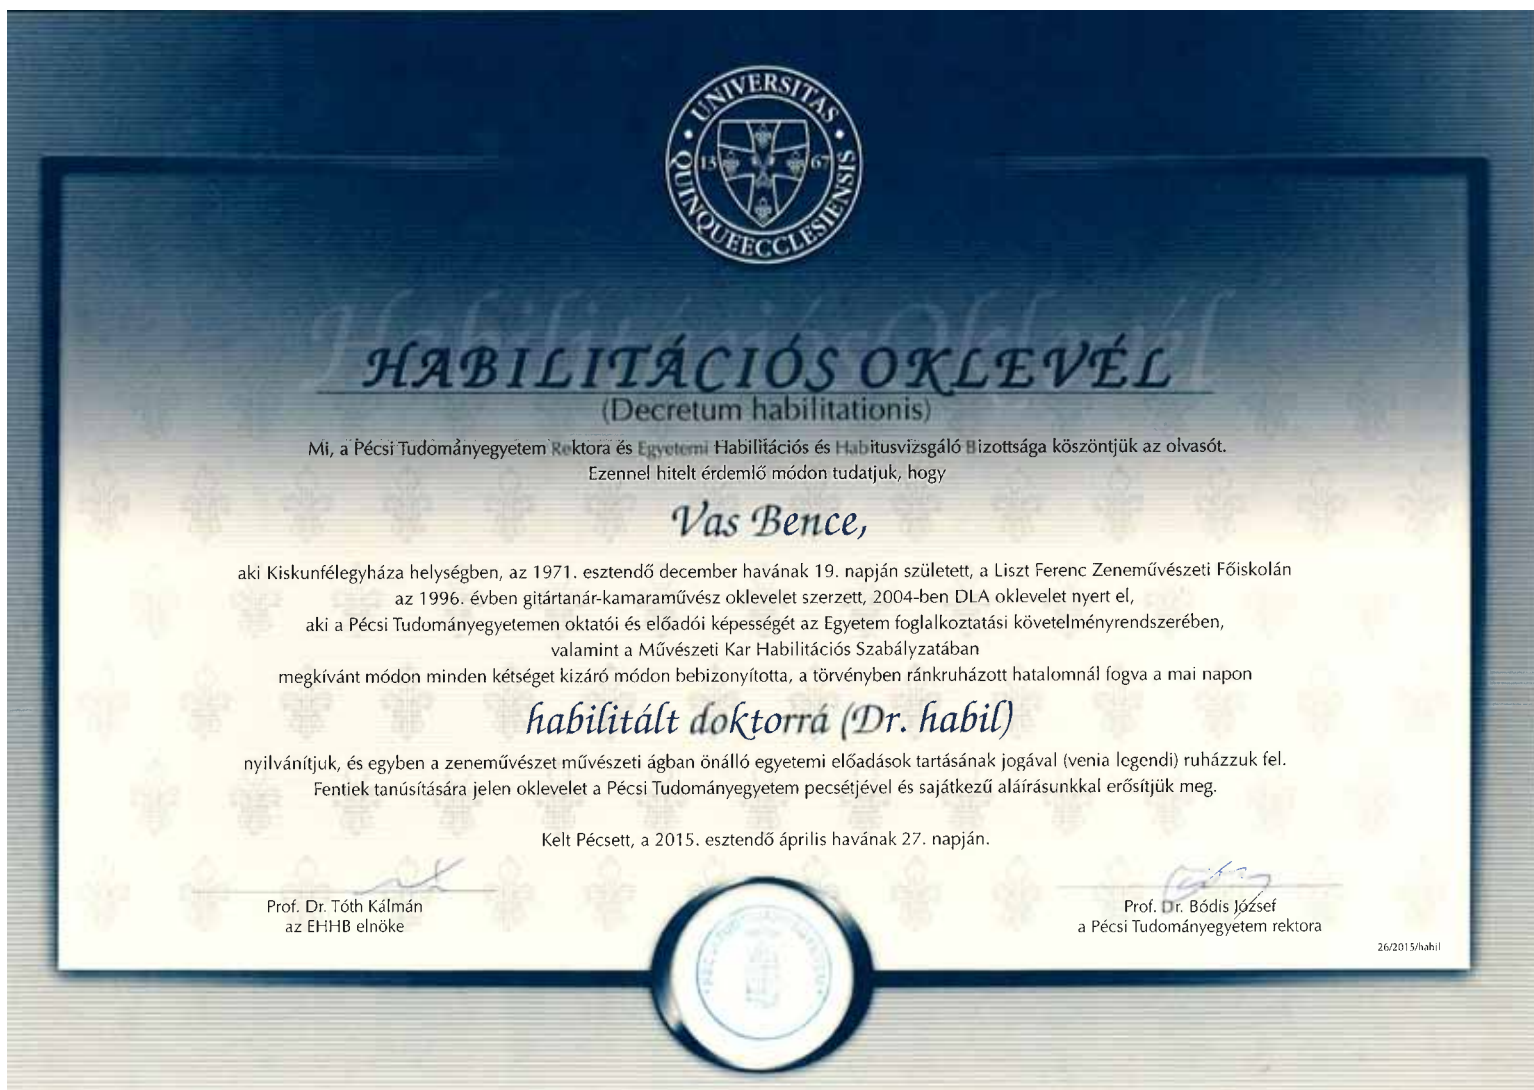 UNIVERSITAS QUINQUEECCLESIENSIS
13 67
Habilitációs Oklevél
HABILITÁCIÓS OKLEVÉL
(Decretum habilitationis)
Mi, a Pécsi Tudományegyetem Rektora és Egyetemi Habilitációs és Habitusvizsgáló Bizottsága köszöntjük az olvasót.
Ezennel hitelt érdemlő módon tudatjuk, hogy
Vas Bence,
aki Kiskunfélegyháza helységben, az 1971. esztendő december havának 19. napján született, a Liszt Ferenc Zeneművészeti Főiskolán
az 1996. évben gitártanár-kamaraművész oklevelet szerzett, 2004-ben DLA oklevelet nyert el,
aki a Pécsi Tudományegyetemen oktatói és előadói képességét az Egyetem foglalkoztatási követelményrendszerében,
valamint a Művészeti Kar Habilitációs Szabályzatában
megkívánt módon minden kétséget kizáró módon bebizonyította, a törvényben ránkruházott hatalomnál fogva a mai napon
habilitált doktorrá (Dr. habil)
nyilvánítjuk, és egyben a zeneművészet művészeti ágban önálló egyetemi előadások tartásának jogával (venia legendi) ruházzuk fel.
Fentiek tanúsítására jelen oklevelet a Pécsi Tudományegyetem pecsétjével és sajátkezű aláírásunkkal erősítjük meg.
Kelt Pécsett, a 2015. esztendő április havának 27. napján.
Prof. Dr. Tóth Kálmán
az EHHB elnöke
Prof. Dr. Bódis József
a Pécsi Tudományegyetem rektora
26/2015/habil